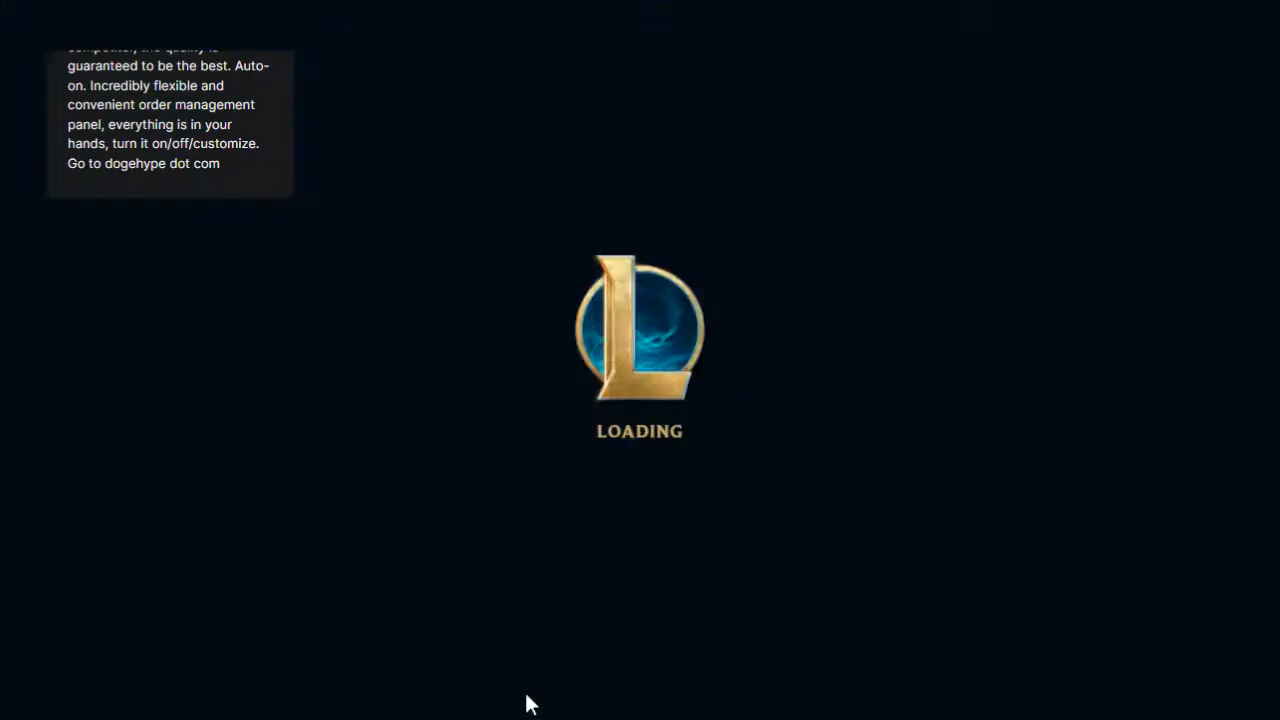 guaranteed to be the best. Auto-
on. Incredibly flexible and
convenient order management
panel, everything is in your
hands, turn it on/off/customize.
Go to dogehype dot com
LOADING